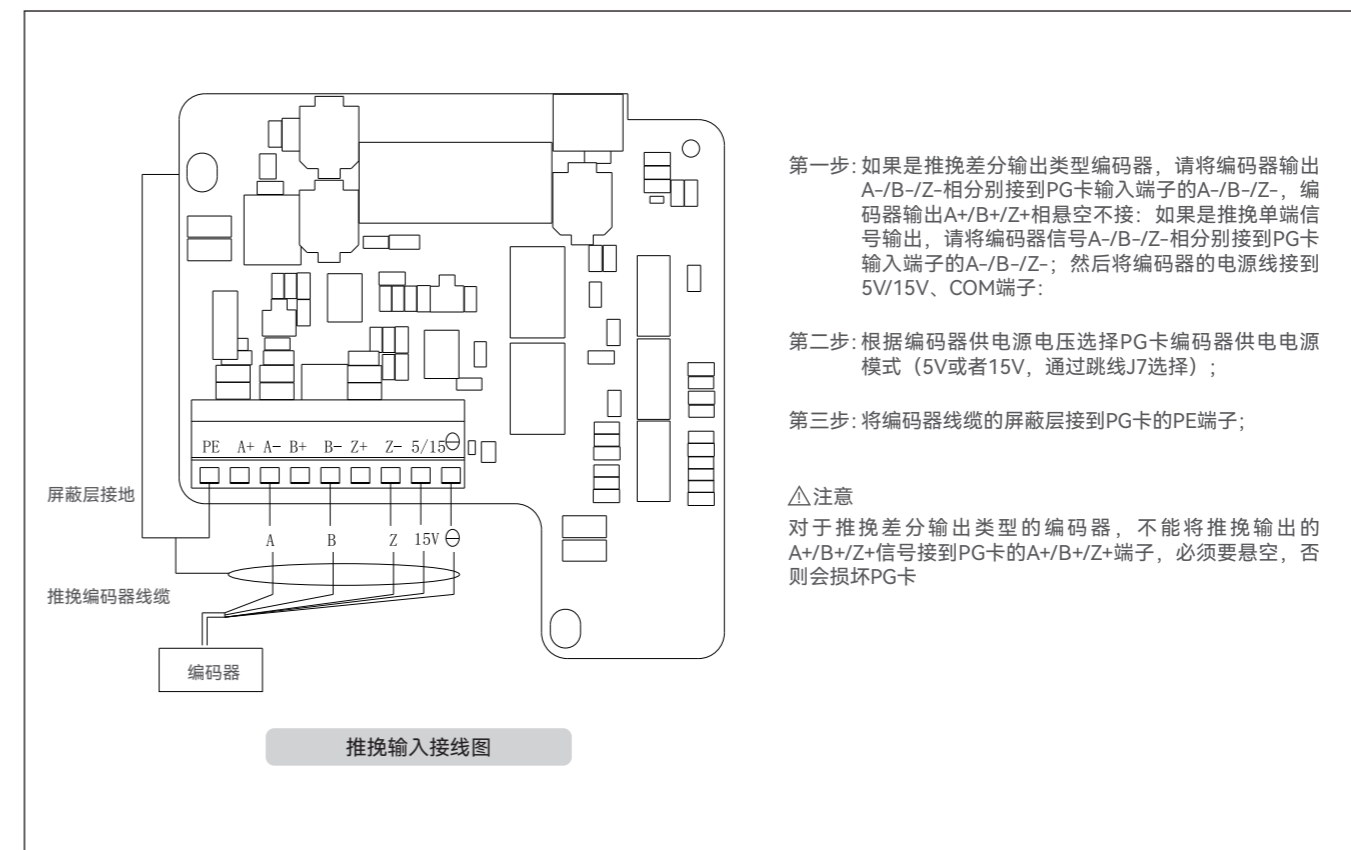 第一步:如果是推挽差分输出类型编码器，请将编码器输出
A-/B-/Z-相分别接到PG卡输入端子的A-/B-/Z-，编
码器输出A+/B+/Z+相悬空不接：如果是推挽单端信
号输出，请将编码器信号A-/B-/Z-相分别接到PG卡
输入端子的A-/B-/Z-；然后将编码器的电源线接到
5V/15V、COM端子：
第二步:根据编码器供电源电压选择PG卡编码器供电电源
模式（5V或者15V，通过跳线J7选择）；
第三步:将编码器线缆的屏蔽层接到PG卡的PE端子；
⚠注意
对于推挽差分输出类型的编码器，不能将推挽输出的
A+/B+/Z+信号接到PG卡的A+/B+/Z+端子，必须要悬空，否
则会损坏PG卡
PE A+ A- B+ B- Z+ Z- 5/15⊖
屏蔽层接地
A B Z 15V ⊖
推挽编码器线缆
编码器
推挽输入接线图